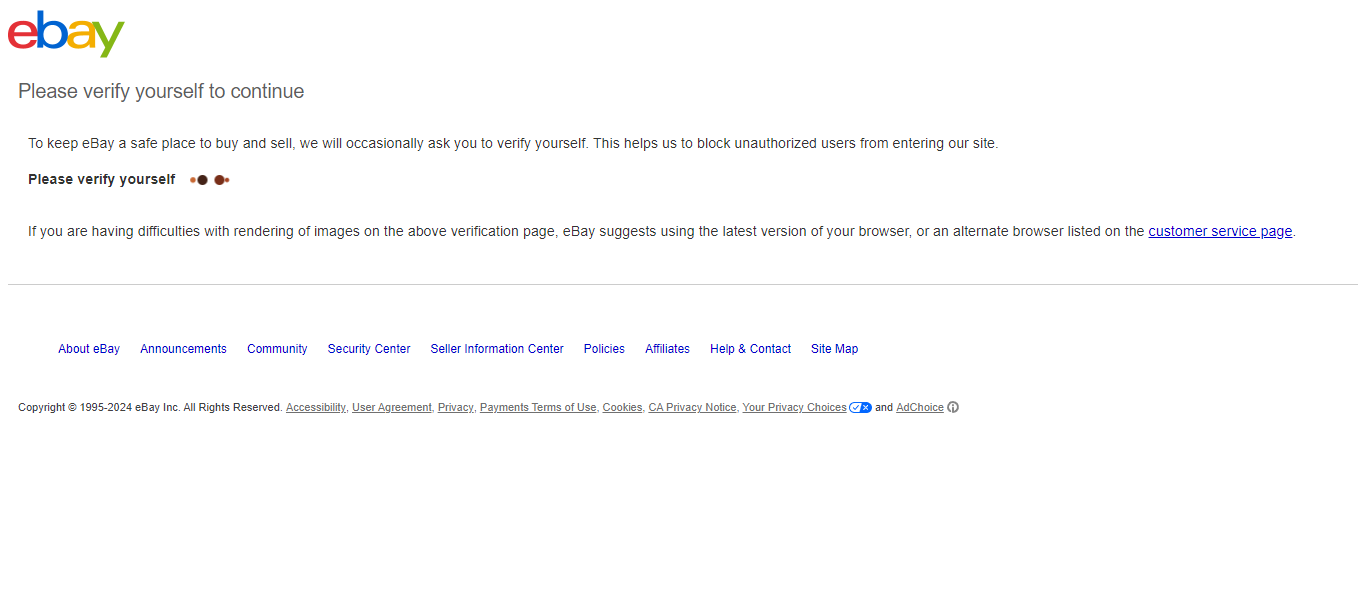 ebay
Please verify yourself to continue
To keep eBay a safe place to buy and sell, we will occasionally ask you to verify yourself. This helps us to block unauthorized users from entering our site.
Please verify yourself
If you are having difficulties with rendering of images on the above verification page, eBay suggests using the latest version of your browser, or an alternate browser listed on the customer service page.
About eBay Announcements Community Security Center Seller Information Center Policies Affiliates Help & Contact Site Map
Copyright © 1995-2024 eBay Inc. All Rights Reserved. Accessibility, User Agreement, Privacy, Payments Terms of Use, Cookies, CA Privacy Notice, Your Privacy Choices and AdChoice